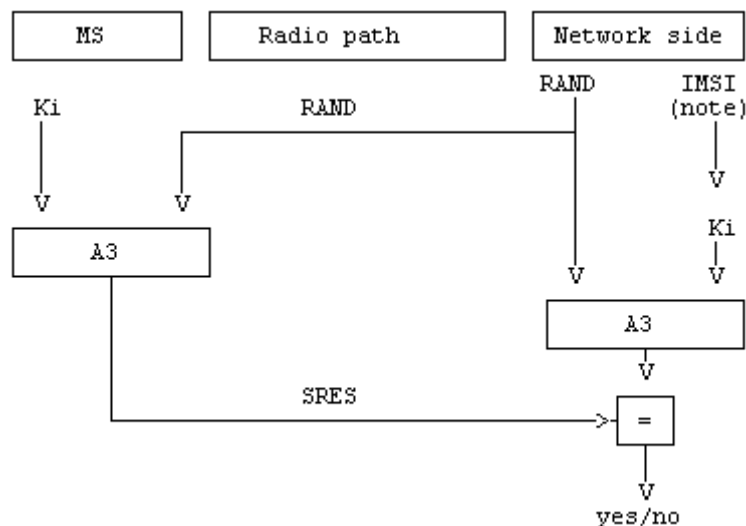 MS
Radio path
Network side
RAND
IMSI
(note)
Ki
RAND
Ki
A3
A3
SRES
=
yes/no